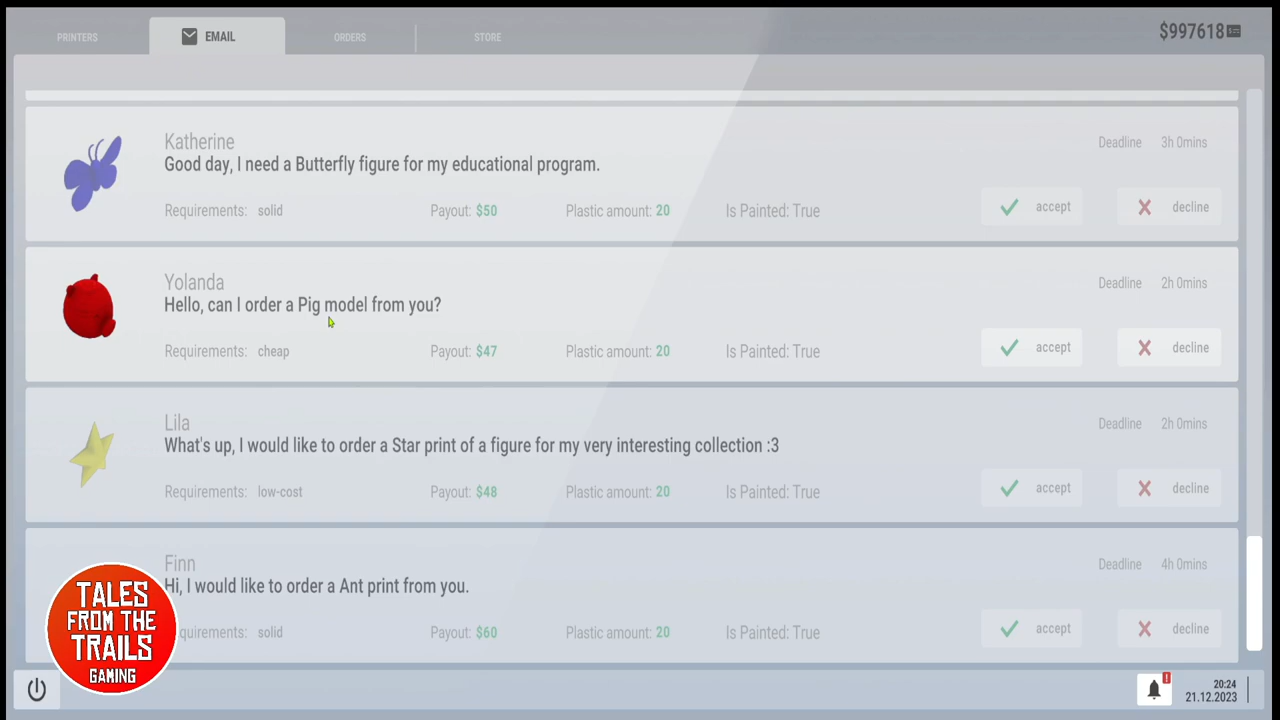 PRINTERS
EMAIL
ORDERS
STORE
$997618
Katherine
Good day, I need a Butterfly figure for my educational program.
Deadline 3h 0mins
Requirements: solid Payout: $50 Plastic amount: 20 Is Painted: True accept decline
Yolanda
Hello, can I order a Pig model from you?
Deadline 2h 0mins
Requirements: cheap Payout: $47 Plastic amount: 20 Is Painted: True accept decline
Lila
What's up, I would like to order a Star print of a figure for my very interesting collection :3
Deadline 2h 0mins
Requirements: low-cost Payout: $48 Plastic amount: 20 Is Painted: True accept decline
Finn
Hi, I would like to order a Ant print from you.
Deadline 4h 0mins
quirements: solid Payout: $60 Plastic amount: 20 Is Painted: True accept decline
TALES
FROM THE
TRAILS
GAMING
20:24
21.12.2023